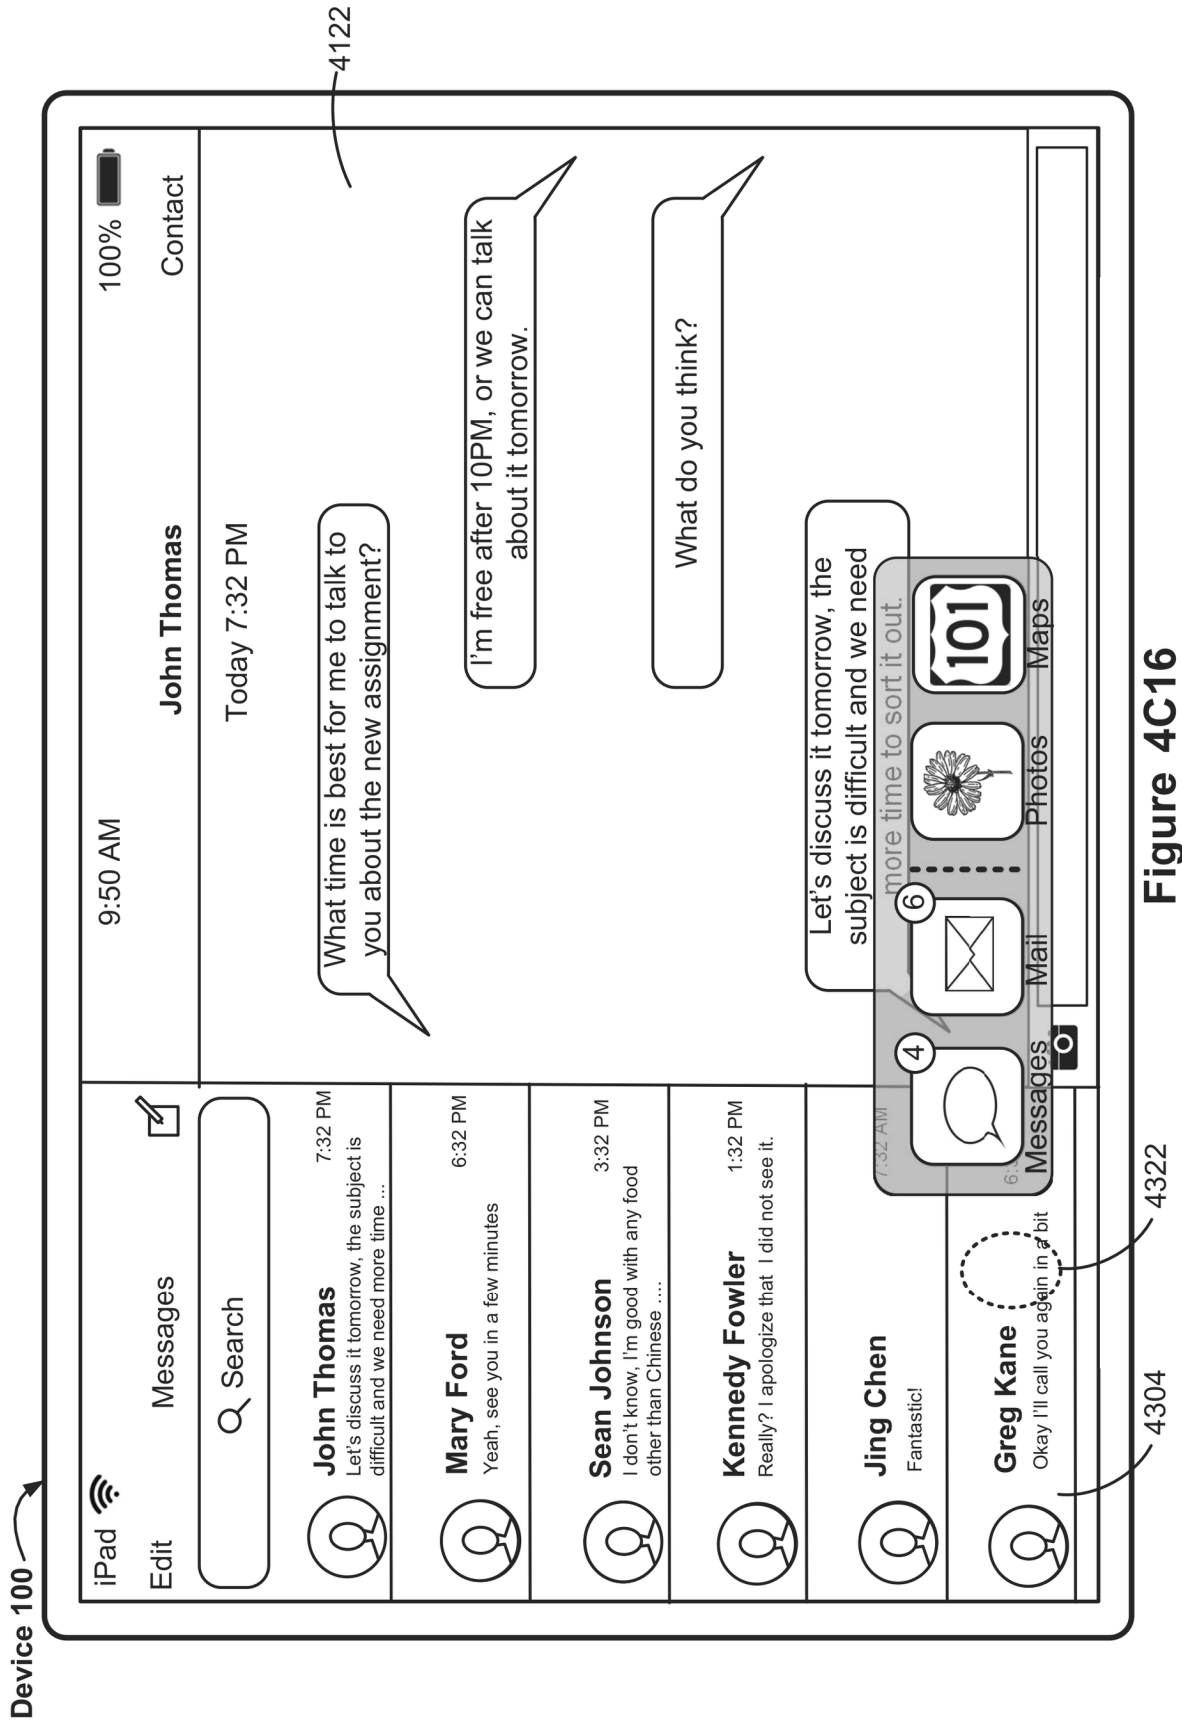 Device 100
iPad
9:50 AM
100%
Edit
Messages
John Thomas
Contact
Search
John Thomas
7:32 PM
Let's discuss it tomorrow, the subject is
difficult and we need more time ...
Mary Ford
6:32 PM
Yeah, see you in a few minutes
Sean Johnson
3:32 PM
I don't know, I'm good with any food
other than Chinese ....
Kennedy Fowler
1:32 PM
Really? I apologize that I did not see it.
Jing Chen
7:32 AM
Fantastic!
Greg Kane
6:3
Okay I'll call you again in a bit
Today 7:32 PM
4122
What time is best for me to talk to
you about the new assignment?
I'm free after 10PM, or we can talk
about it tomorrow.
What do you think?
Let's discuss it tomorrow, the
subject is difficult and we need
more time to sort it out.
4
6
101
Messages
Mail
Photos
Maps
4304
4322
Figure 4C16